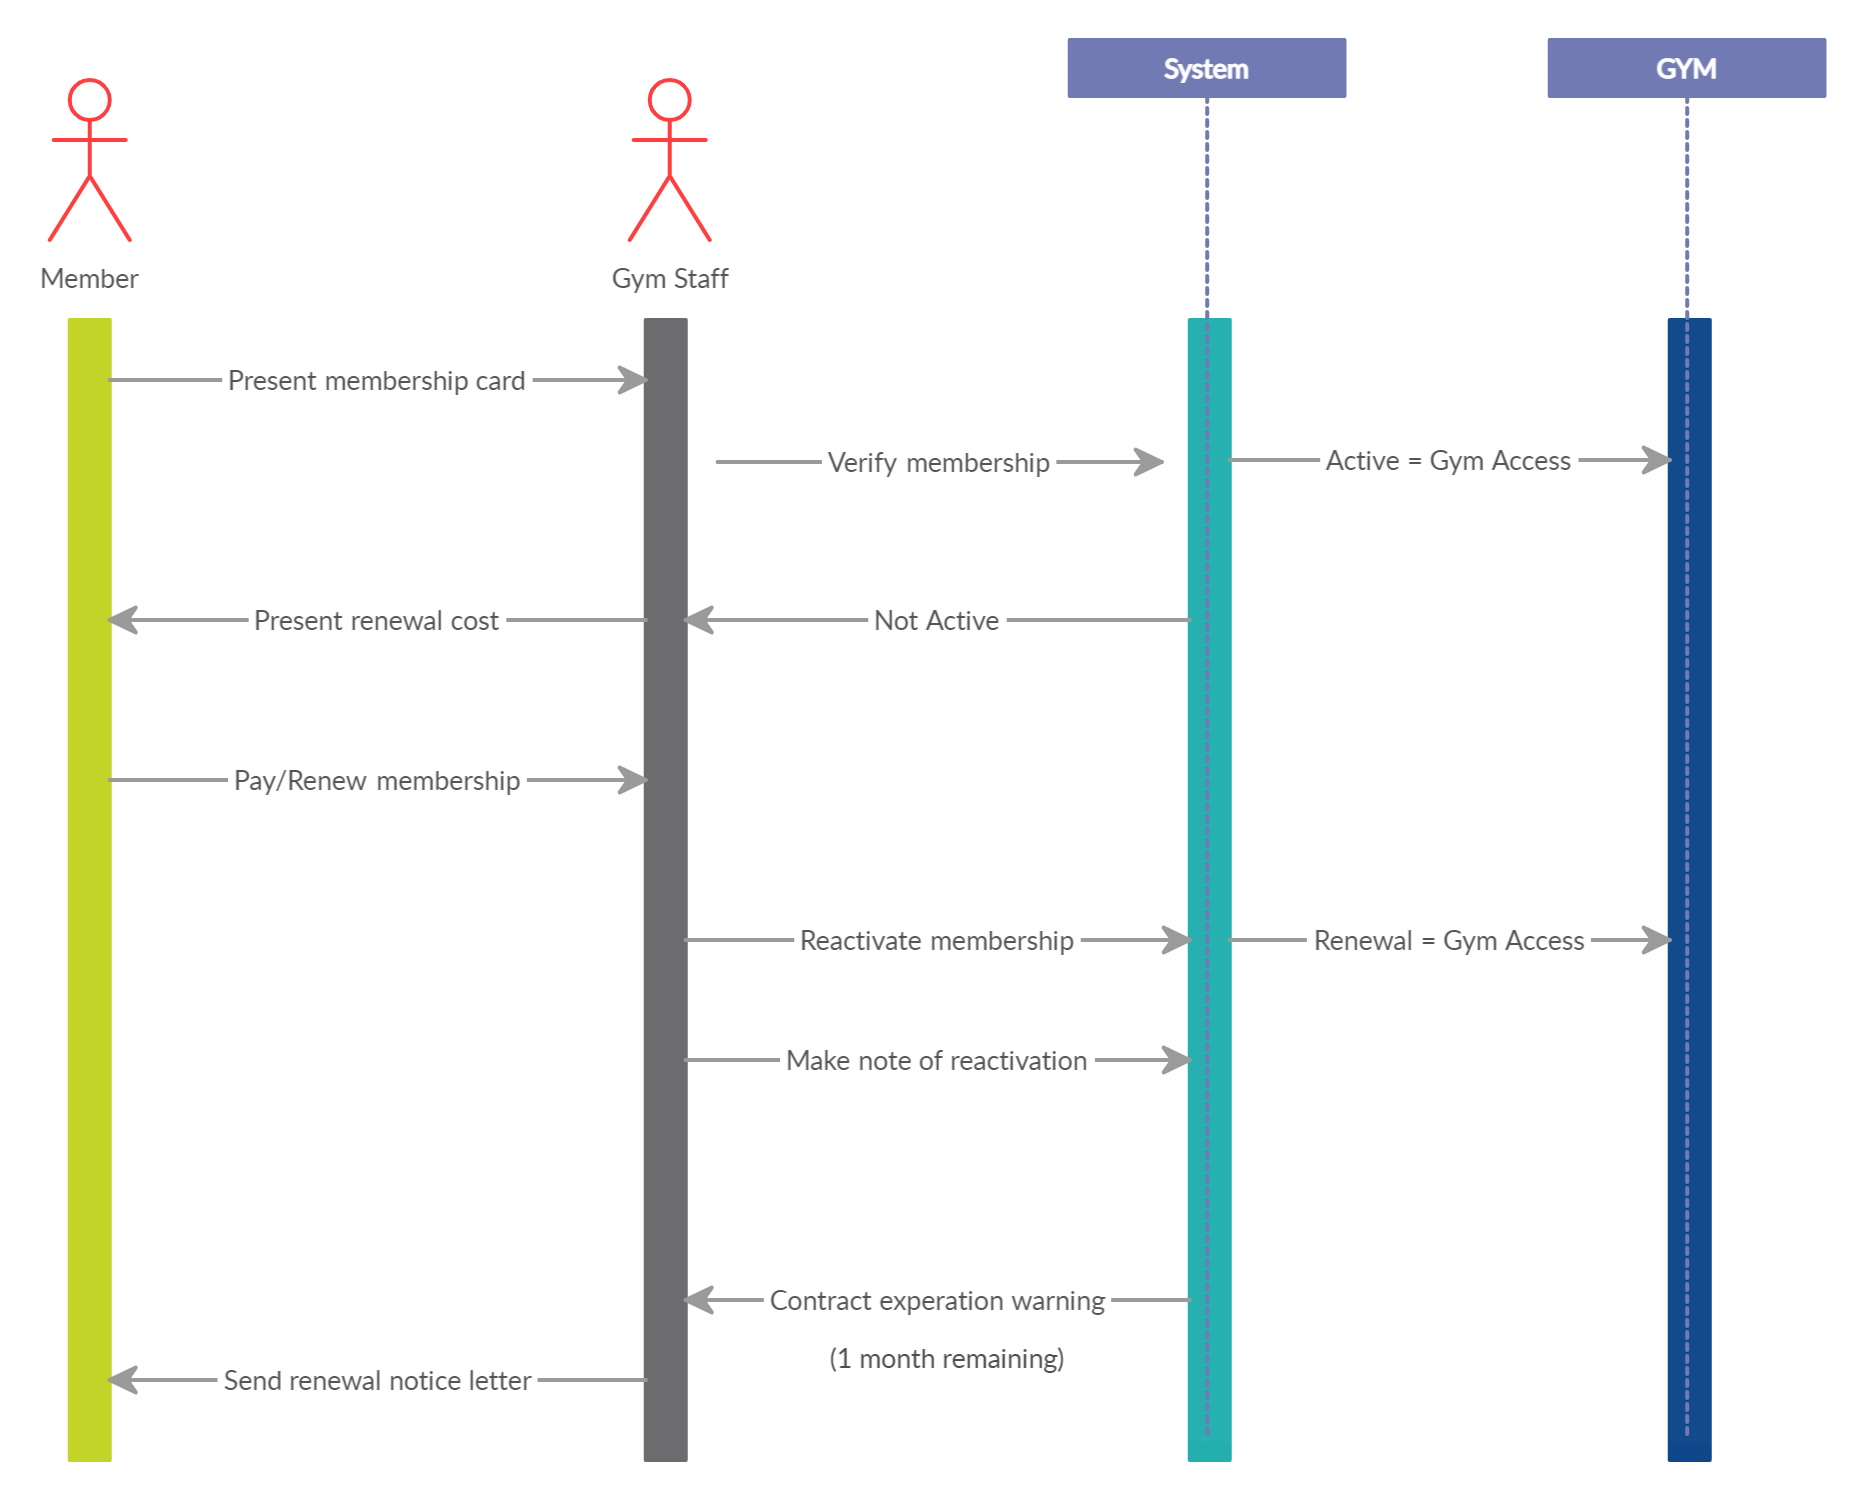 System
GYM
Member
Gym Staff
Present membership card
Verify membership
Active = Gym Access
Present renewal cost
Not Active
Pay/Renew membership
Reactivate membership
Renewal = Gym Access
Make note of reactivation
Contract experation warning
(1 month remaining)
Send renewal notice letter